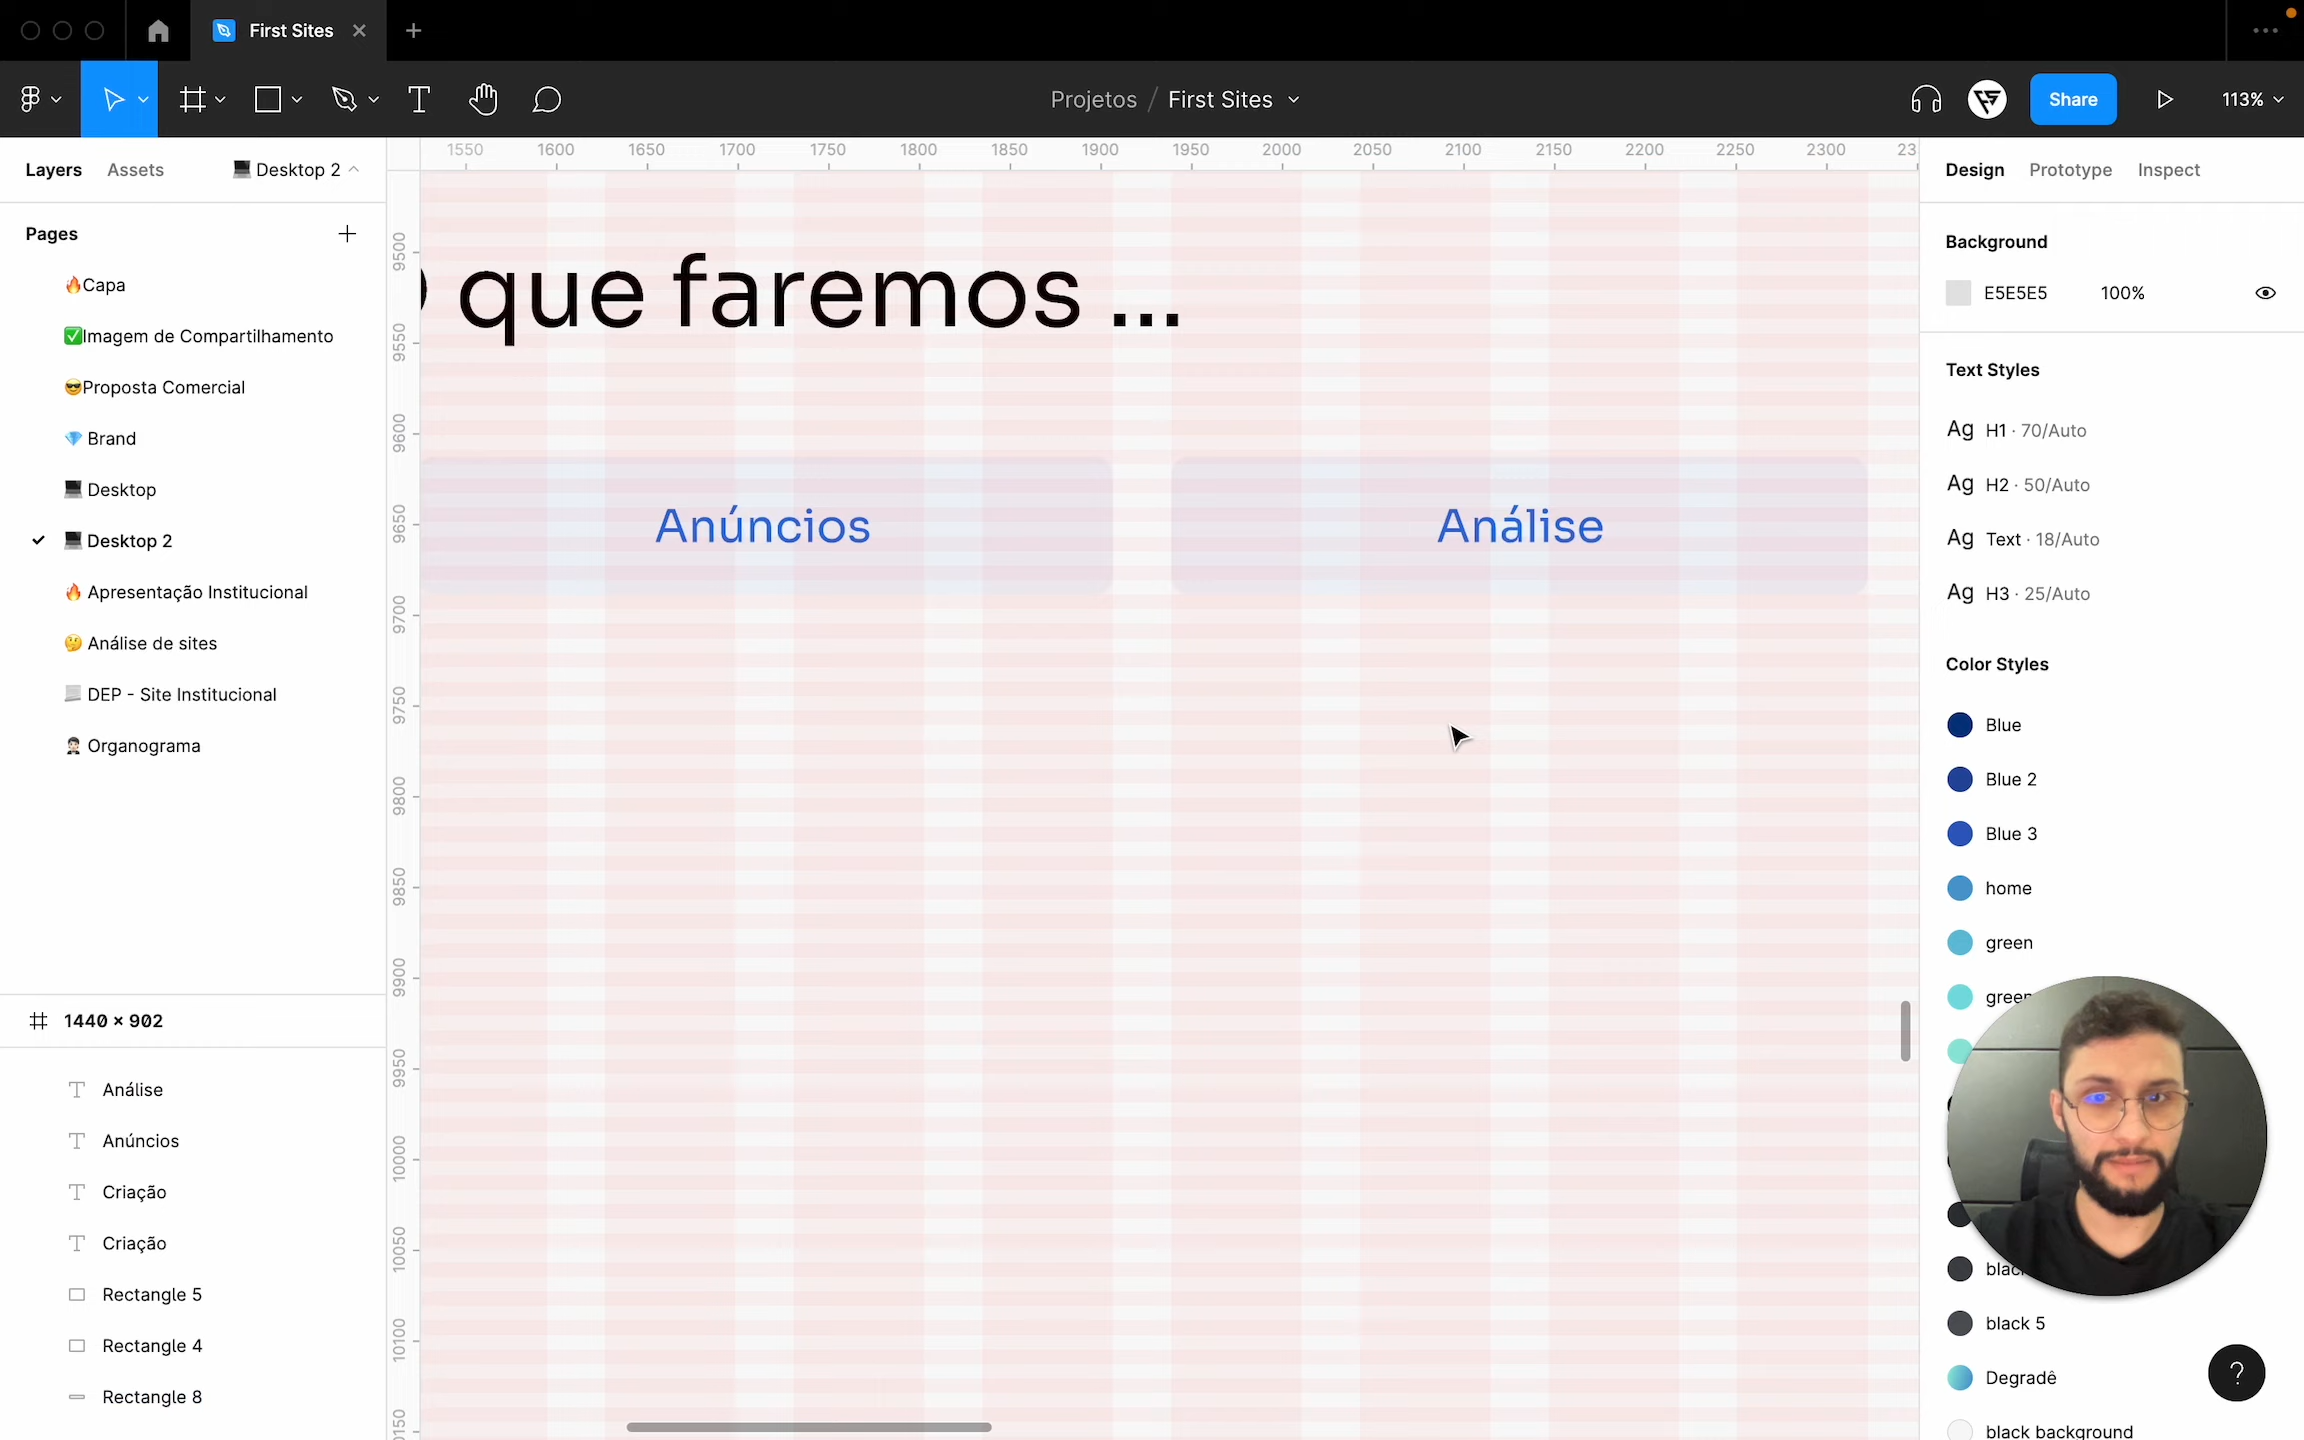 First Sites
Projetos / First Sites
Share
113%
Layers
Assets
Desktop 2
Pages
Capa
Imagem de Compartilhamento
Proposta Comercial
Brand
Desktop
Desktop 2
Apresentação Institucional
Análise de sites
DEP - Site Institucional
Organograma
1440 × 902
Análise
Anúncios
Criação
Criação
Rectangle 5
Rectangle 4
Rectangle 8
1550 1600 1650 1700 1750 1800 1850 1900 1950 2000 2050 2100 2150 2200 2250 2300 23
9500
9550
9600
9650
9700
9750
9800
9850
9900
9950
10000
10050
10100
10150
que faremos ...
Anúncios
Análise
Design
Prototype
Inspect
Background
E5E5E5
100%
Text Styles
Ag H1 · 70/Auto
Ag H2 · 50/Auto
Ag Text · 18/Auto
Ag H3 · 25/Auto
Color Styles
Blue
Blue 2
Blue 3
home
green
green
black 5
Degradê
black background
?